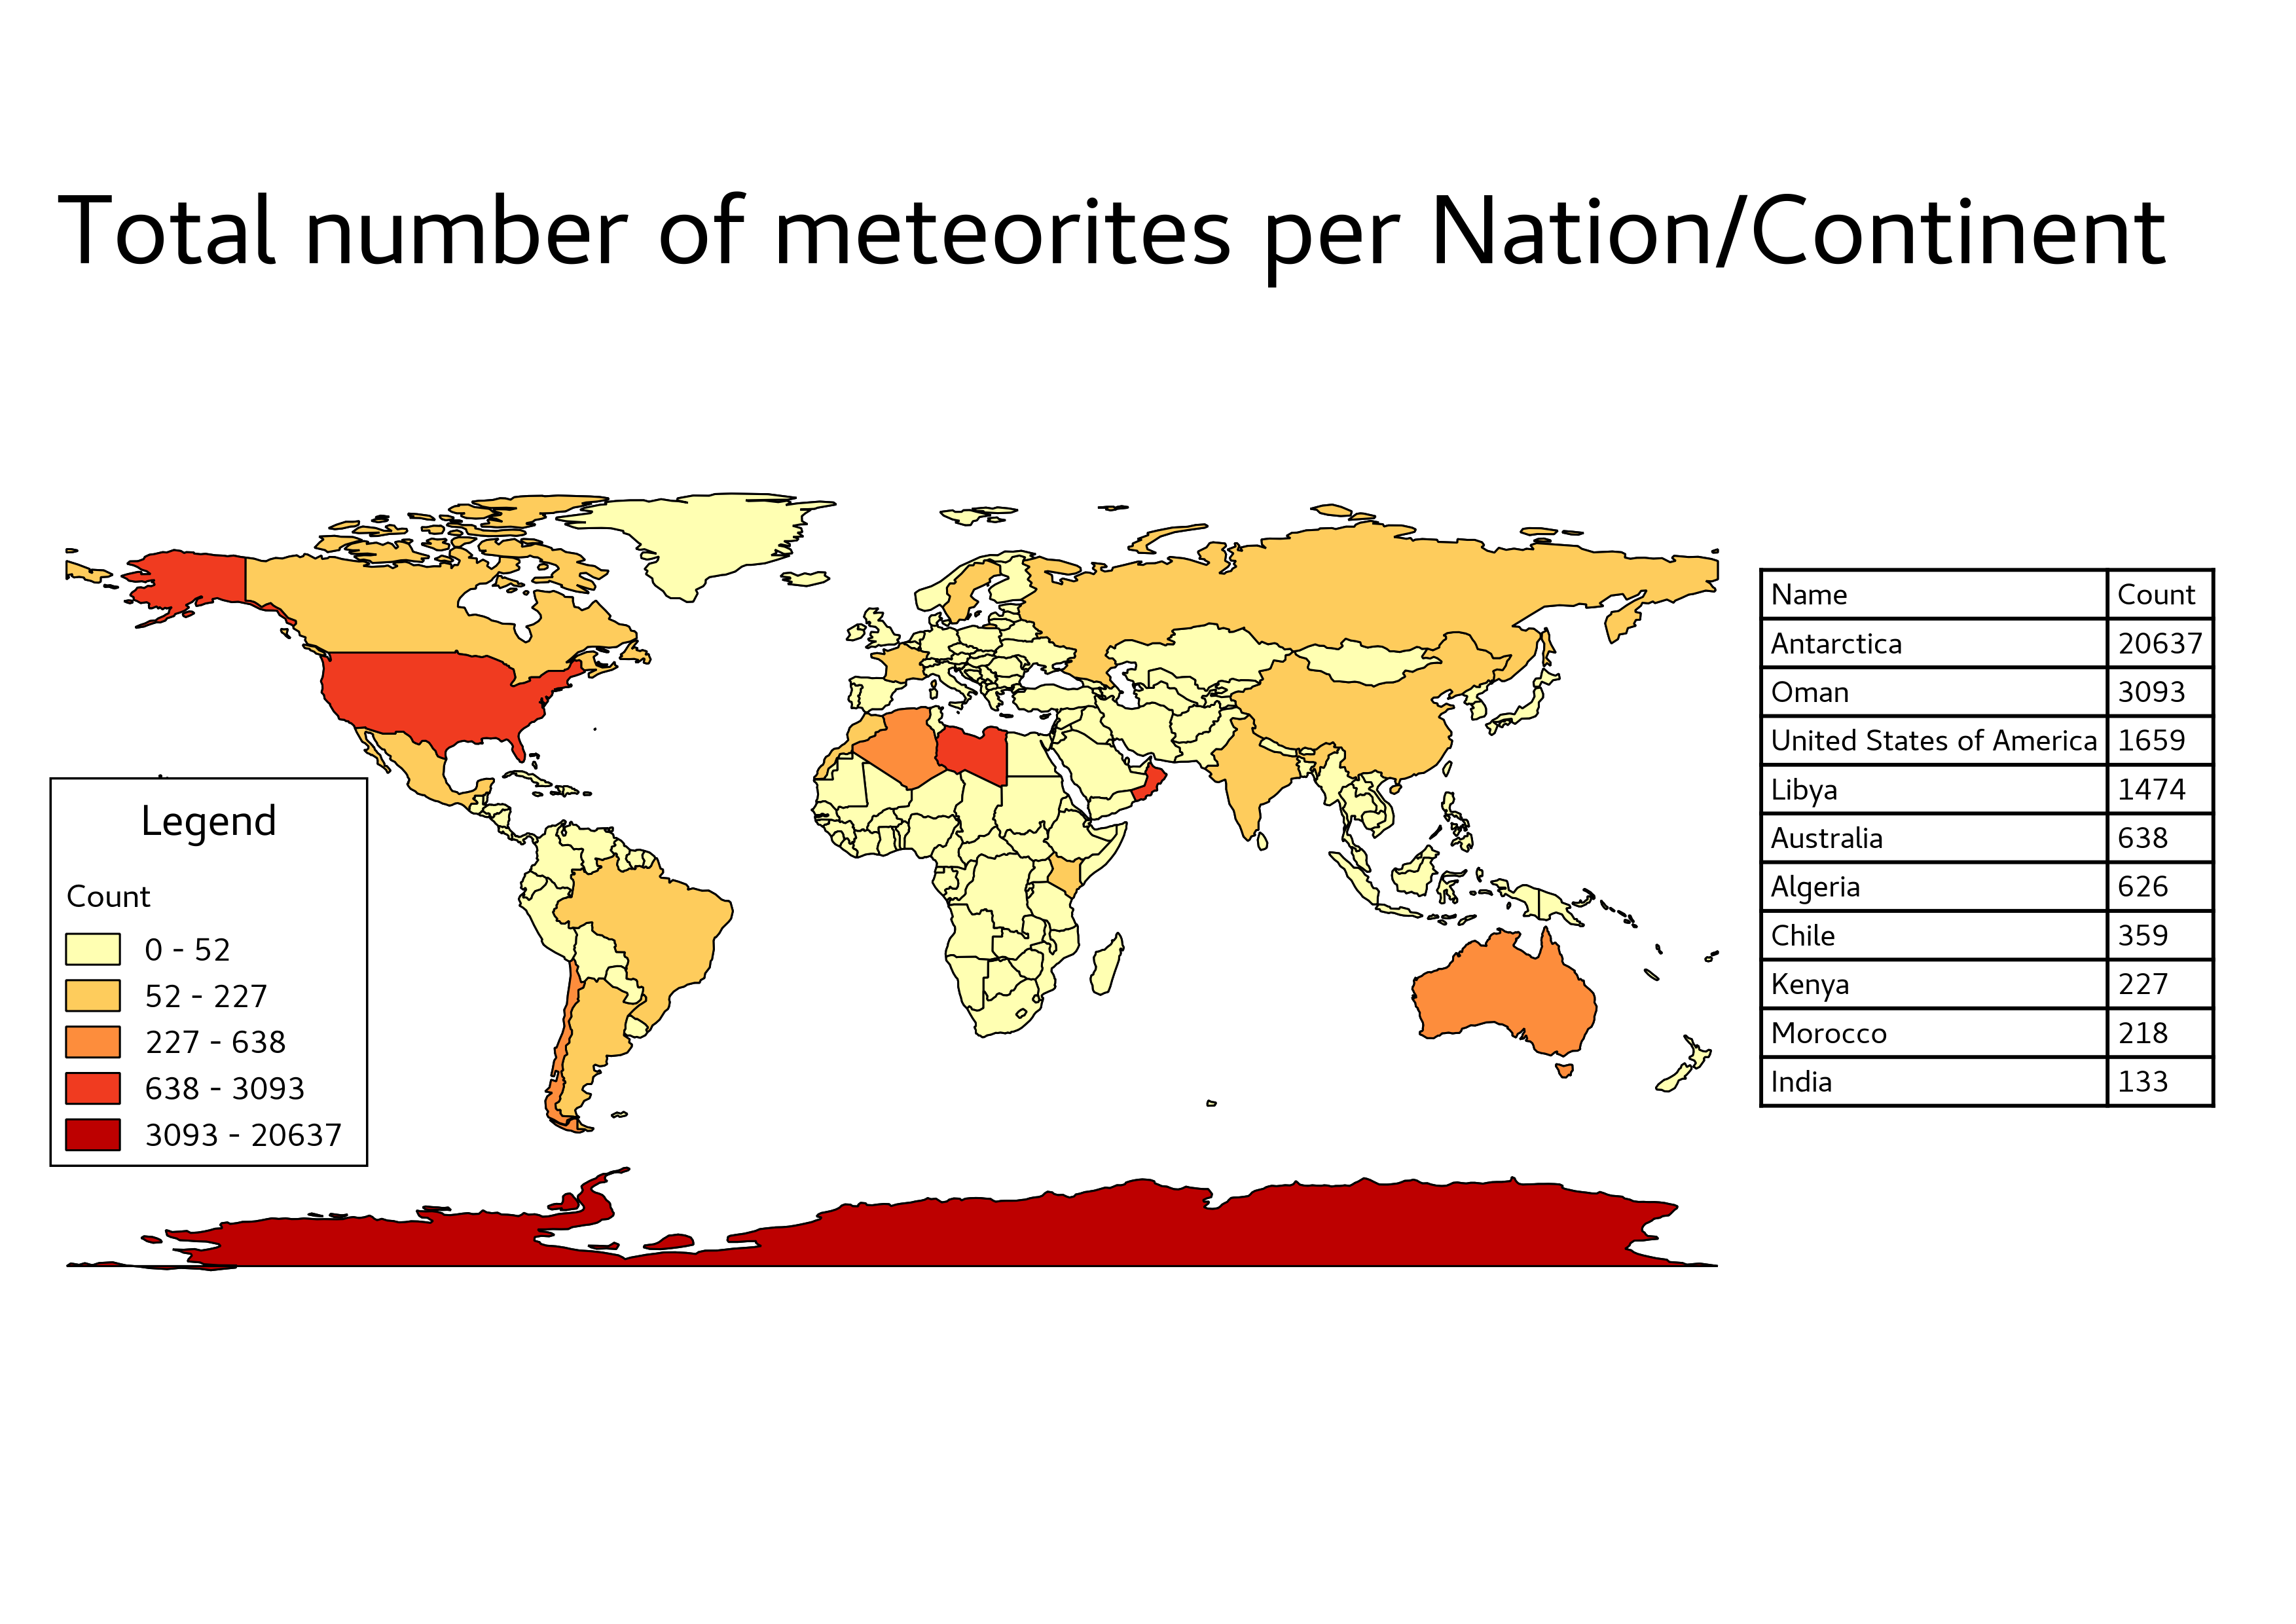 Total number of meteorites per Nation/Continent
Legend
Count
0 - 52
52 - 227
227 - 638
638 - 3093
3093 - 20637
Name Count
Antarctica 20637
Oman 3093
United States of America 1659
Libya 1474
Australia 638
Algeria 626
Chile 359
Kenya 227
Morocco 218
India 133